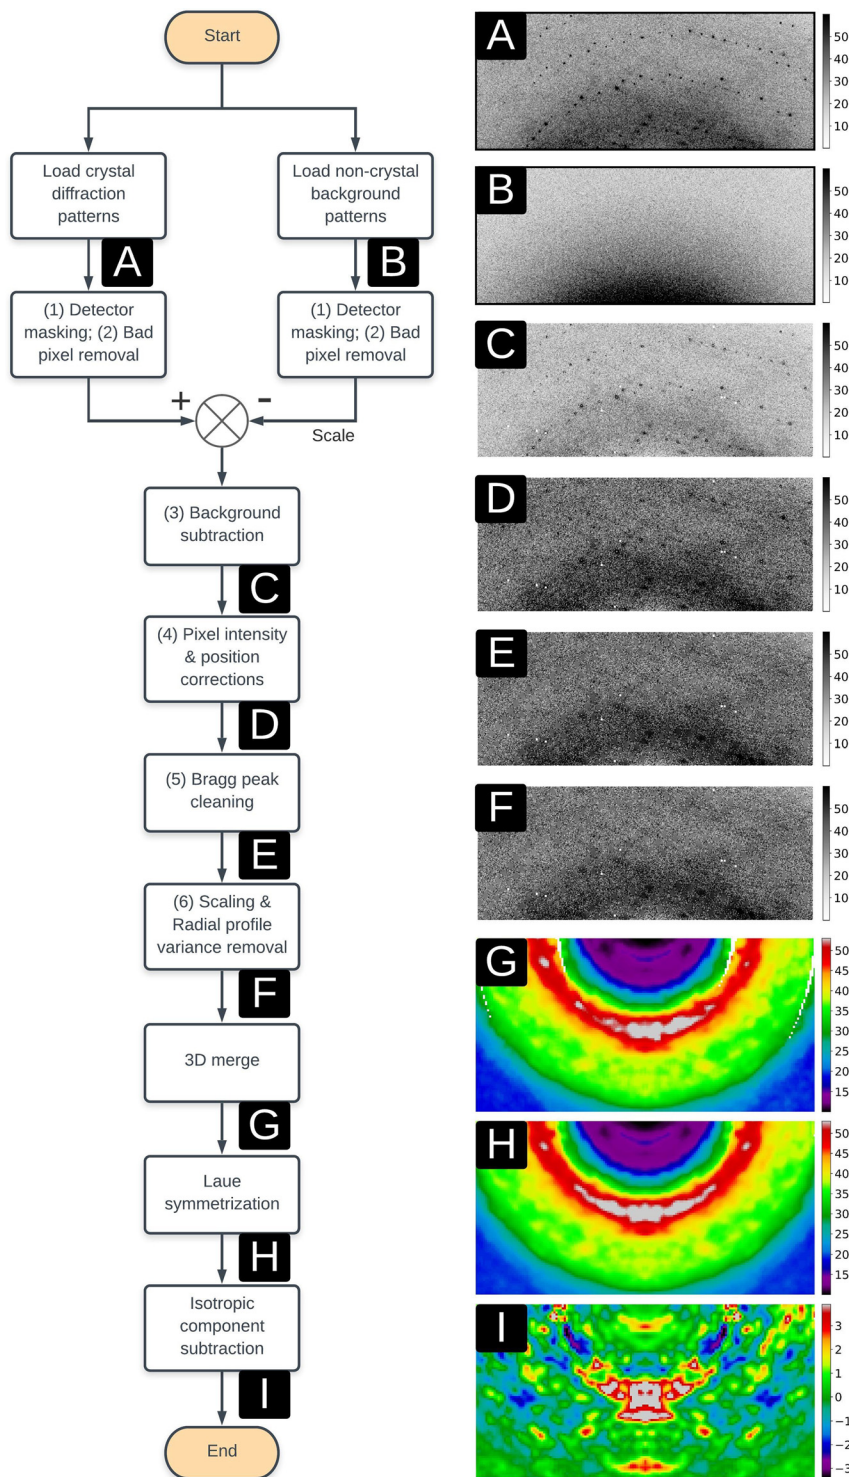 Start
Load crystal
diffraction
patterns
Load non-crystal
background
patterns
A
B
(1) Detector
masking; (2) Bad
pixel removal
(1) Detector
masking; (2) Bad
pixel removal
+
-
Scale
(3) Background
subtraction
C
(4) Pixel intensity
& position
corrections
D
(5) Bragg peak
cleaning
E
(6) Scaling &
Radial profile
variance removal
F
3D merge
G
Laue
symmetrization
H
Isotropic
component
subtraction
I
End
A
50
40
30
20
10
B
50
40
30
20
10
C
50
40
30
20
10
D
50
40
30
20
10
E
50
40
30
20
10
F
50
40
30
20
10
G
50
45
40
35
30
25
20
15
H
50
45
40
35
30
25
20
15
I
3
2
1
0
−1
−2
−3